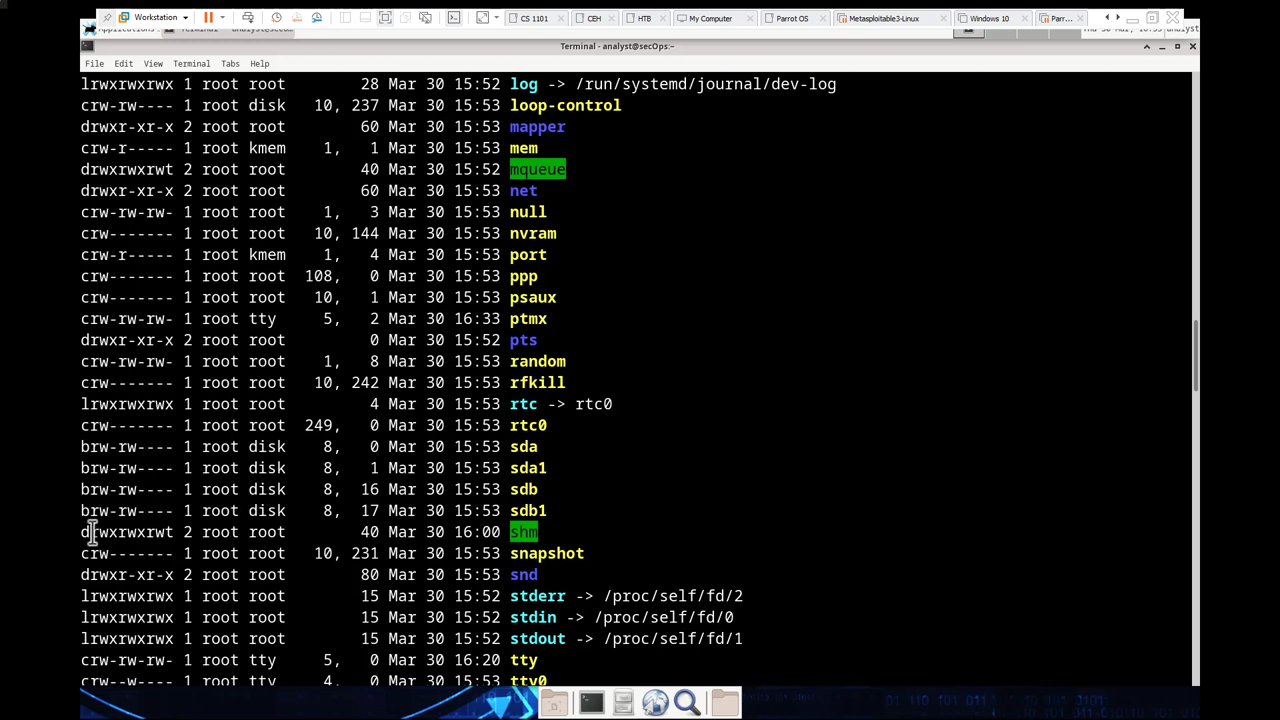 Workstation CS 1101 CEH HTB My Computer Parrot OS Metasploitable3-Linux Windows 10 Parr...
Terminal - analyst@secOps:~
File Edit View Terminal Tabs Help
lrwxrwxrwx 1 root root 28 Mar 30 15:52 log -> /run/systemd/journal/dev-log
crw-rw---- 1 root disk 10, 237 Mar 30 15:53 loop-control
drwxr-xr-x 2 root root 60 Mar 30 15:53 mapper
crw-r----- 1 root kmem 1, 1 Mar 30 15:53 mem
drwxrwxrwt 2 root root 40 Mar 30 15:52 mqueue
drwxr-xr-x 2 root root 60 Mar 30 15:53 net
crw-rw-rw- 1 root root 1, 3 Mar 30 15:53 null
crw------- 1 root root 10, 144 Mar 30 15:53 nvram
crw-r----- 1 root kmem 1, 4 Mar 30 15:53 port
crw------- 1 root root 108, 0 Mar 30 15:53 ppp
crw------- 1 root root 10, 1 Mar 30 15:53 psaux
crw-rw-rw- 1 root tty 5, 2 Mar 30 16:33 ptmx
drwxr-xr-x 2 root root 0 Mar 30 15:52 pts
crw-rw-rw- 1 root root 1, 8 Mar 30 15:53 random
crw------- 1 root root 10, 242 Mar 30 15:53 rfkill
lrwxrwxrwx 1 root root 4 Mar 30 15:53 rtc -> rtc0
crw------- 1 root root 249, 0 Mar 30 15:53 rtc0
brw-rw---- 1 root disk 8, 0 Mar 30 15:53 sda
brw-rw---- 1 root disk 8, 1 Mar 30 15:53 sda1
brw-rw---- 1 root disk 8, 16 Mar 30 15:53 sdb
brw-rw---- 1 root disk 8, 17 Mar 30 15:53 sdb1
drwxrwxrwt 2 root root 40 Mar 30 16:00 shm
crw------- 1 root root 10, 231 Mar 30 15:53 snapshot
drwxr-xr-x 2 root root 80 Mar 30 15:53 snd
lrwxrwxrwx 1 root root 15 Mar 30 15:52 stderr -> /proc/self/fd/2
lrwxrwxrwx 1 root root 15 Mar 30 15:52 stdin -> /proc/self/fd/0
lrwxrwxrwx 1 root root 15 Mar 30 15:52 stdout -> /proc/self/fd/1
crw-rw-rw- 1 root tty 5, 0 Mar 30 16:20 tty
crw--w---- 1 root tty 4, 0 Mar 30 15:53 tty0